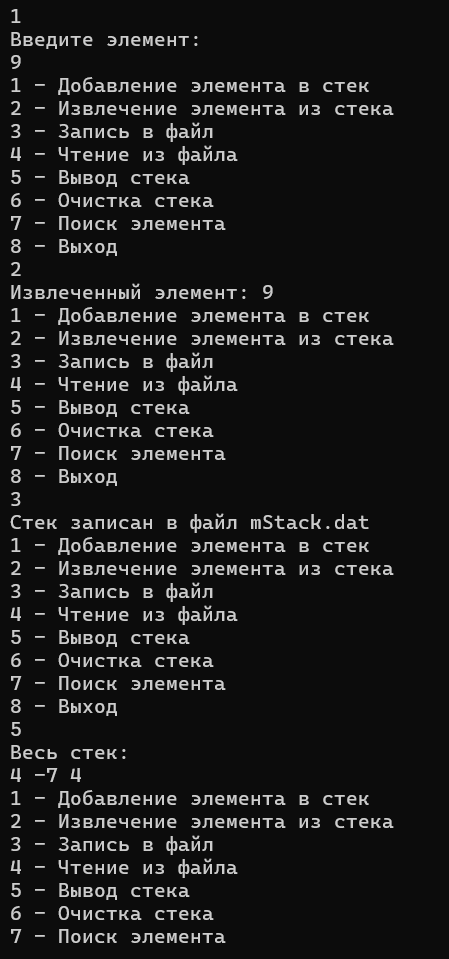 1
Введите элемент:
9
1 – Добавление элемента в стек
2 – Извлечение элемента из стека
3 – Запись в файл
4 – Чтение из файла
5 – Вывод стека
6 – Очистка стека
7 – Поиск элемента
8 – Выход
2
Извлеченный элемент: 9
1 – Добавление элемента в стек
2 – Извлечение элемента из стека
3 – Запись в файл
4 – Чтение из файла
5 – Вывод стека
6 – Очистка стека
7 – Поиск элемента
8 – Выход
3
Стек записан в файл mStack.dat
1 – Добавление элемента в стек
2 – Извлечение элемента из стека
3 – Запись в файл
4 – Чтение из файла
5 – Вывод стека
6 – Очистка стека
7 – Поиск элемента
8 – Выход
5
Весь стек:
4 -7 4
1 – Добавление элемента в стек
2 – Извлечение элемента из стека
3 – Запись в файл
4 – Чтение из файла
5 – Вывод стека
6 – Очистка стека
7 – Поиск элемента